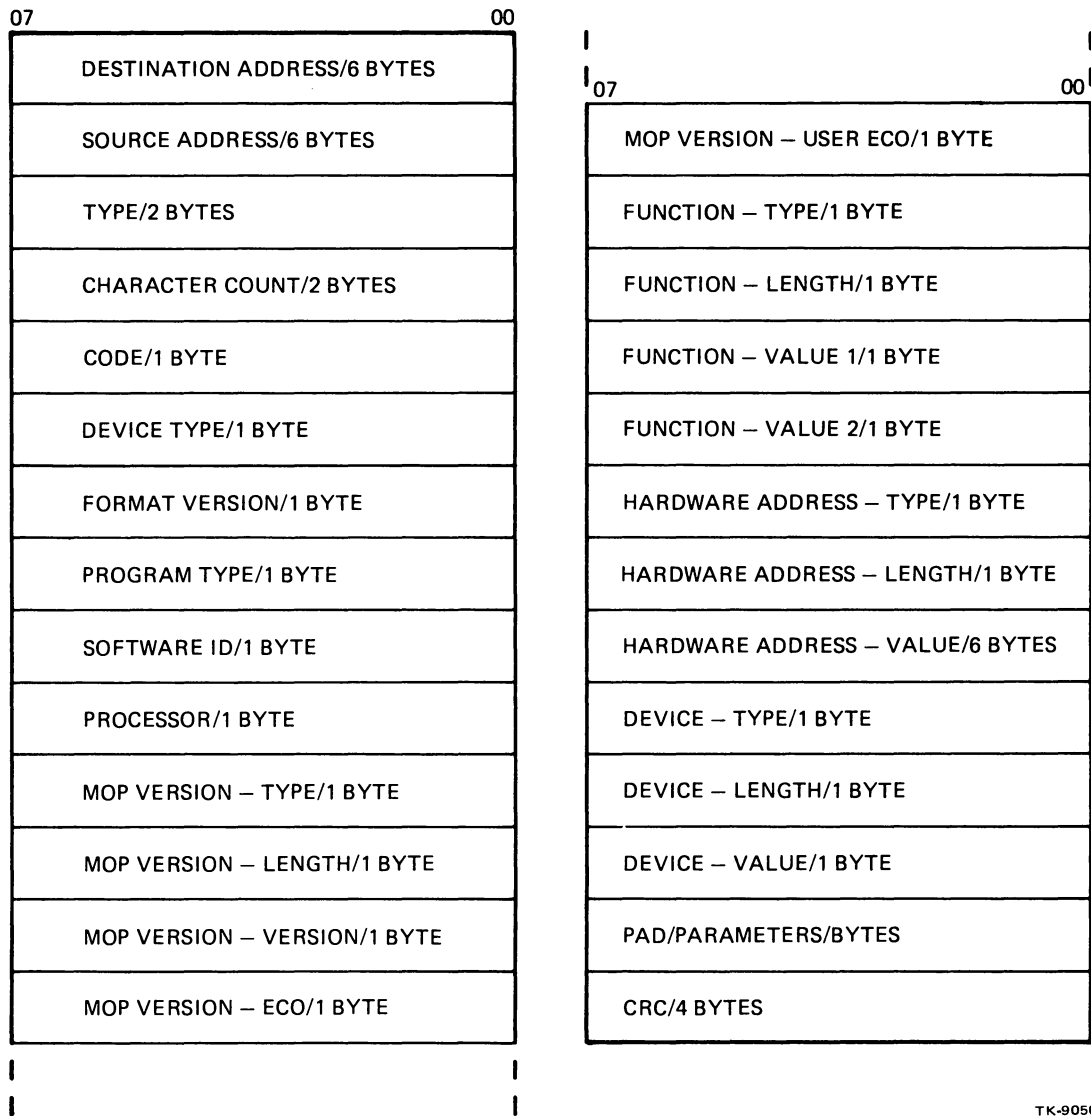 07 00
DESTINATION ADDRESS/6 BYTES
SOURCE ADDRESS/6 BYTES
TYPE/2 BYTES
CHARACTER COUNT/2 BYTES
CODE/1 BYTE
DEVICE TYPE/1 BYTE
FORMAT VERSION/1 BYTE
PROGRAM TYPE/1 BYTE
SOFTWARE ID/1 BYTE
PROCESSOR/1 BYTE
MOP VERSION – TYPE/1 BYTE
MOP VERSION – LENGTH/1 BYTE
MOP VERSION – VERSION/1 BYTE
MOP VERSION – ECO/1 BYTE
07 00
MOP VERSION – USER ECO/1 BYTE
FUNCTION – TYPE/1 BYTE
FUNCTION – LENGTH/1 BYTE
FUNCTION – VALUE 1/1 BYTE
FUNCTION – VALUE 2/1 BYTE
HARDWARE ADDRESS – TYPE/1 BYTE
HARDWARE ADDRESS – LENGTH/1 BYTE
HARDWARE ADDRESS – VALUE/6 BYTES
DEVICE – TYPE/1 BYTE
DEVICE – LENGTH/1 BYTE
DEVICE – VALUE/1 BYTE
PAD/PARAMETERS/BYTES
CRC/4 BYTES